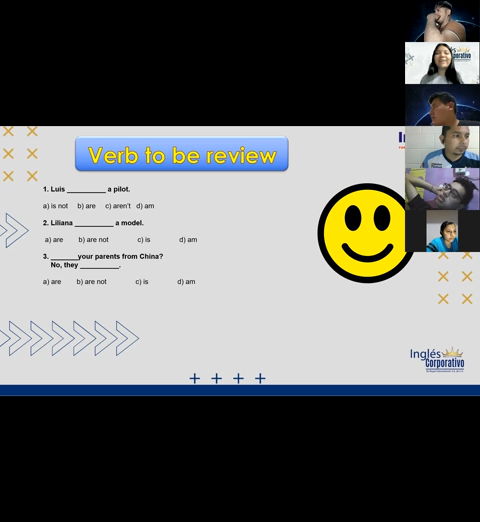 Verb to be review
1. Luis __________ a pilot.
a) is not b) are c) aren't d) am
2. Liliana __________ a model.
a) are b) are not c) is d) am
3. _______your parents from China?
No, they __________.
a) are b) are not c) is d) am
Inglés
Corporativo